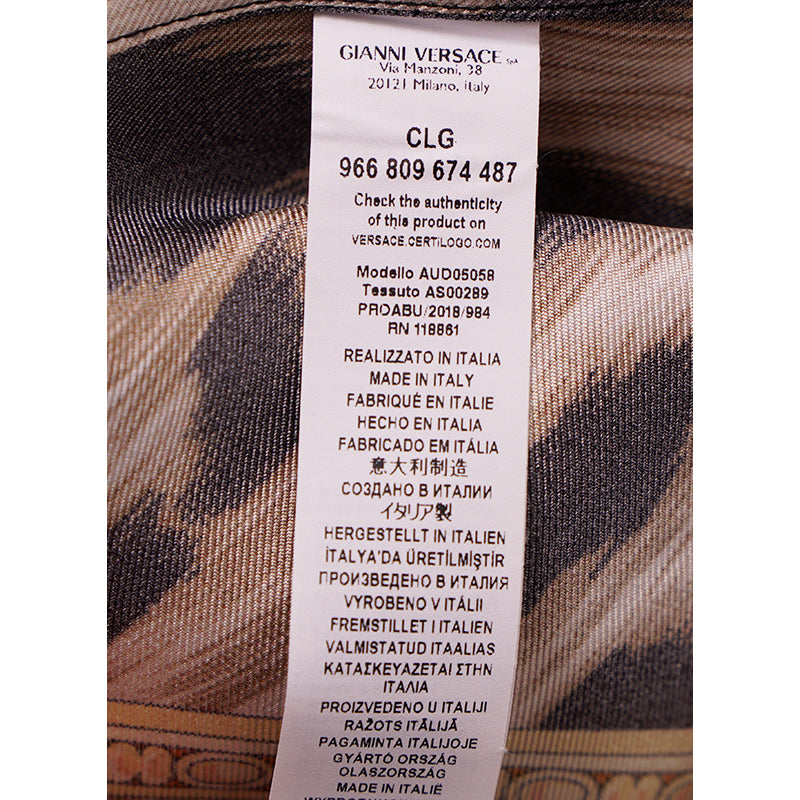 GIANNI VERSACE SpA
Via Manzoni, 38
20121 Milano, Italy
CLG
966 809 674 487
Check the authenticity
of this product on
VERSACE.CERTILOGO.COM
Modello AUD05058
Tessuto AS00289
PROABU/2018/984
RN 118861
REALIZZATO IN ITALIA
MADE IN ITALY
FABRIQUÉ EN ITALIE
HECHO EN ITALIA
FABRICADO EM ITÁLIA
意大利制造
СОЗДАНО В ИТАЛИИ
イタリア製
HERGESTELLT IN ITALIEN
İTALYA'DA ÜRETİLMİŞTİR
ПРОИЗВЕДЕНО В ИТАЛИЯ
VYROBENO V ITÁLII
FREMSTILLET I ITALIEN
VALMISTATUD ITAALIAS
ΚΑΤΑΣΚΕΥΑΖΕΤΑΙ ΣΤΗΝ
ΙΤΑΛΙΑ
PROIZVEDENO U ITALIJI
RAŽOTS ITĀLIJĀ
PAGAMINTA ITALIJOJE
GYÁRTÓ ORSZÁG
OLASZORSZÁG
MADE IN ITALIË